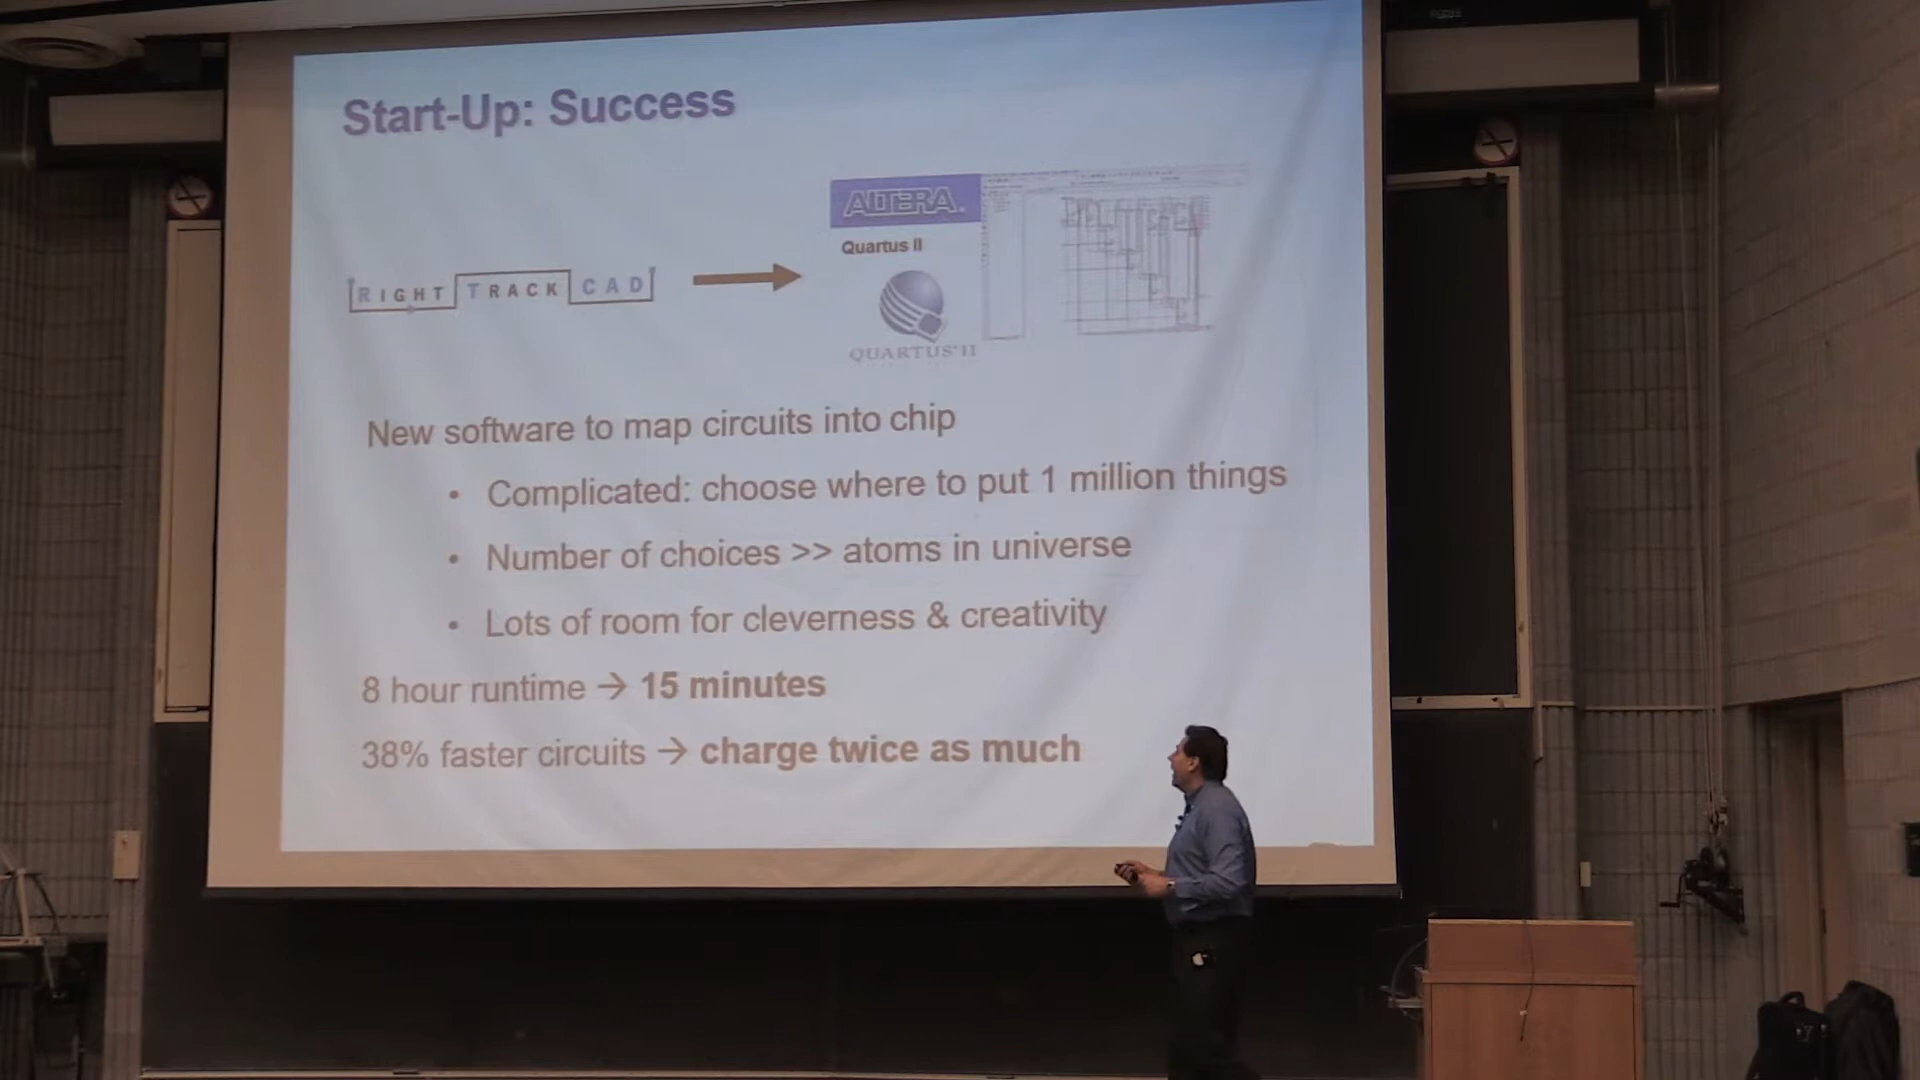 Start-Up: Success
ALTERA
Quartus II
RIGHT TRACK CAD
QUARTUS II
New software to map circuits into chip
• Complicated: choose where to put 1 million things
• Number of choices >> atoms in universe
• Lots of room for cleverness & creativity
8 hour runtime → 15 minutes
38% faster circuits → charge twice as much